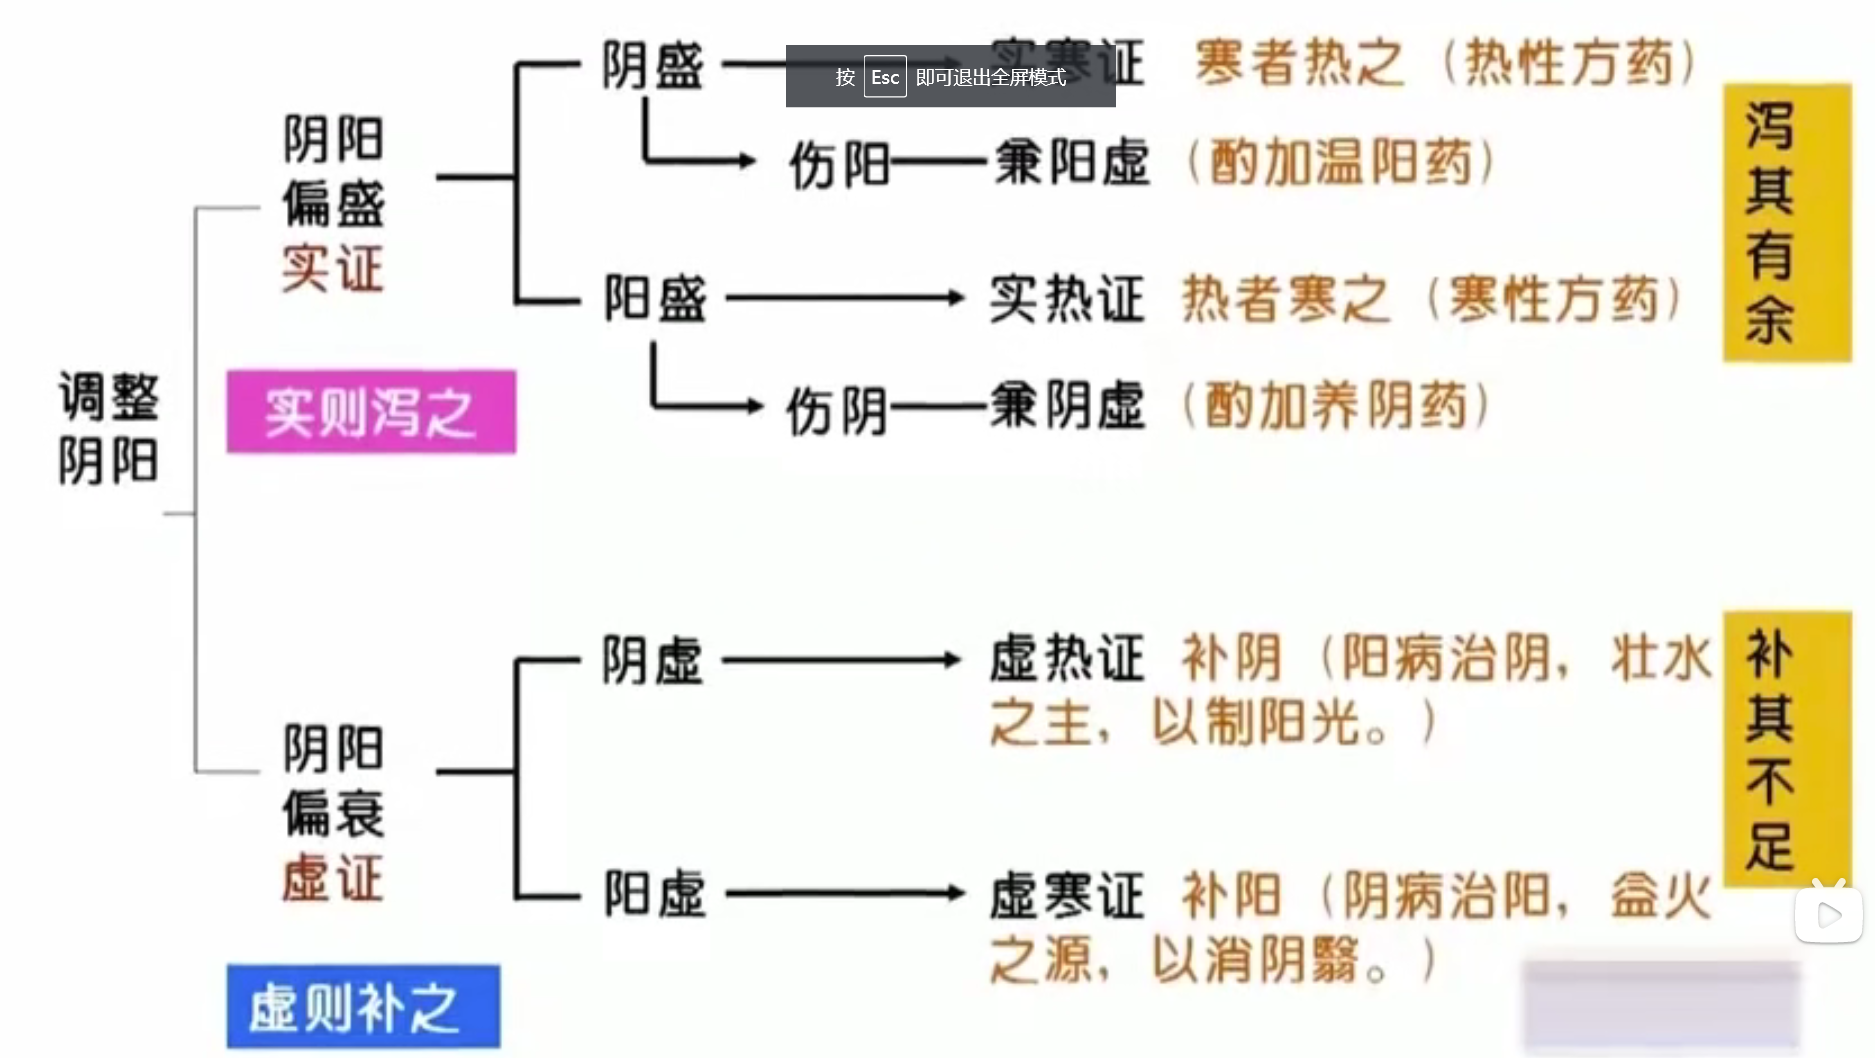 阴盛
实寒证 寒者热之（热性方药）
按 Esc 即可退出全屏模式
伤阳
兼阳虚（酌加温阳药）
阴阳
偏盛
实证
阳盛
实热证 热者寒之（寒性方药）
伤阴
兼阴虚（酌加养阴药）
泻其有余
实则泻之
调整
阴阳
阴虚
虚热证 补阴（阳病治阴，壮水
之主，以制阳光。）
阴阳
偏衰
虚证
阳虚
虚寒证 补阳（阴病治阳，益火
之源，以消阴翳。）
补其不足
虚则补之